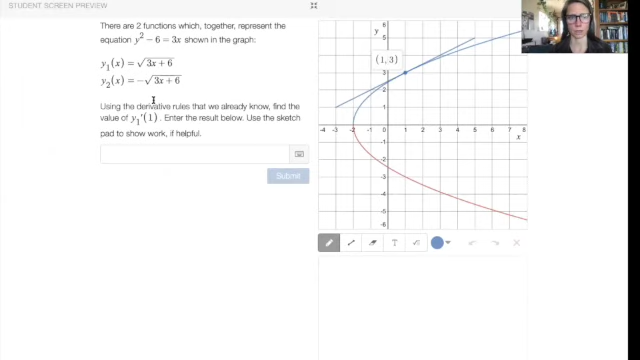 STUDENT SCREEN PREVIEW
There are 2 functions which, together, represent the
equation y² − 6 = 3x shown in the graph:
y₁(x) = √3x + 6
y₂(x) = −√3x + 6
Using the derivative rules that we already know, find the
value of y₁'(1). Enter the result below. Use the sketch
pad to show work, if helpful.
Submit
y
6
5
(1, 3)
3
2
1
-4 -3 -2 -1 0 1 2 3 4 5 6 7 8
x
-1
-2
-3
-4
-5
-6
T